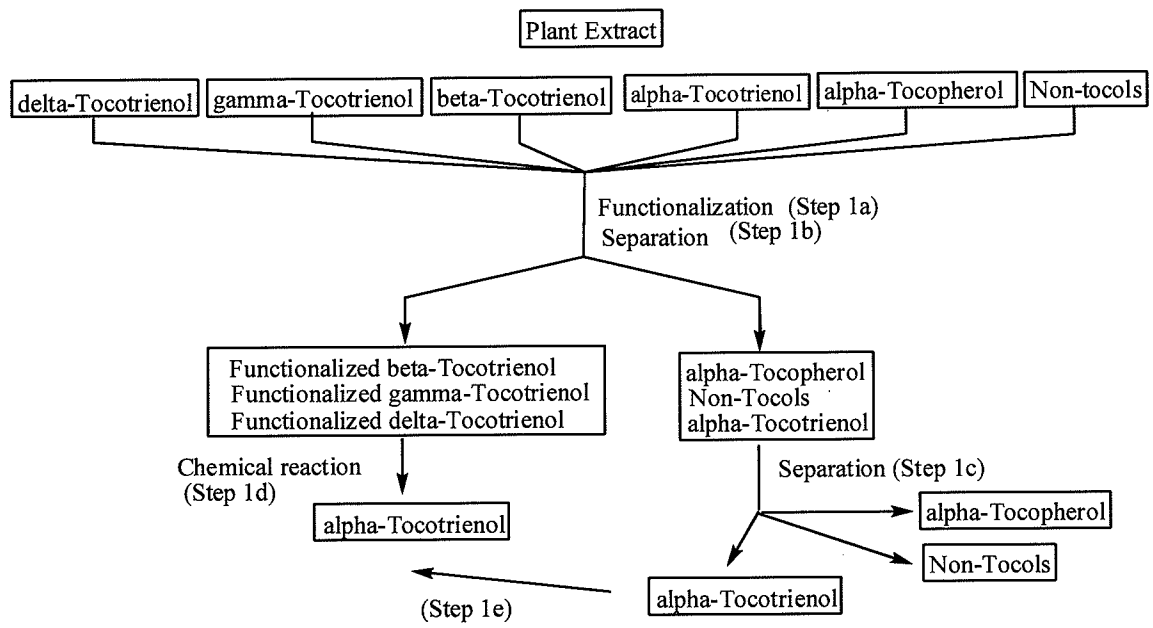 Plant Extract
delta-Tocotrienol
gamma-Tocotrienol
beta-Tocotrienol
alpha-Tocotrienol
alpha-Tocopherol
Non-tocols
Functionalization (Step 1a)
Separation (Step 1b)
Functionalized beta-Tocotrienol
Functionalized gamma-Tocotrienol
Functionalized delta-Tocotrienol
alpha-Tocopherol
Non-Tocols
alpha-Tocotrienol
Chemical reaction
(Step 1d)
Separation (Step 1c)
alpha-Tocotrienol
alpha-Tocopherol
Non-Tocols
(Step 1e)
alpha-Tocotrienol